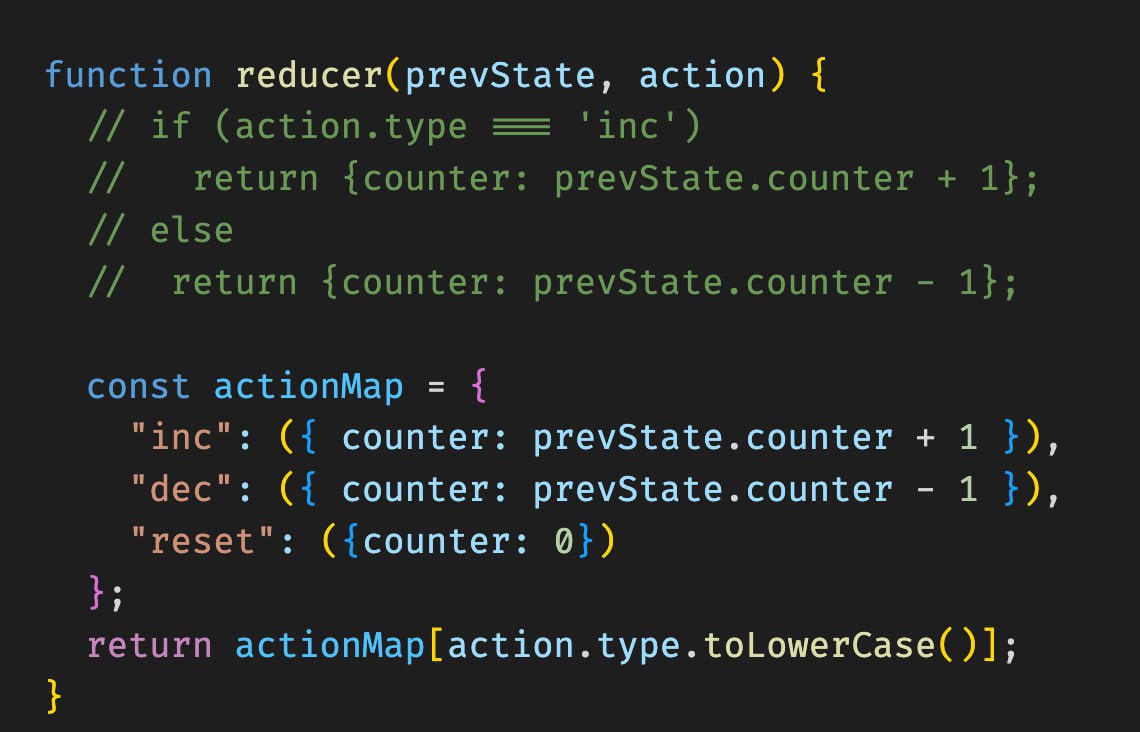 function reducer(prevState, action) {
  // if (action.type === 'inc')
  //   return {counter: prevState.counter + 1};
  // else
  //  return {counter: prevState.counter - 1};

  const actionMap = {
    "inc": ({ counter: prevState.counter + 1 }),
    "dec": ({ counter: prevState.counter - 1 }),
    "reset": ({counter: 0})
  };
  return actionMap[action.type.toLowerCase()];
}